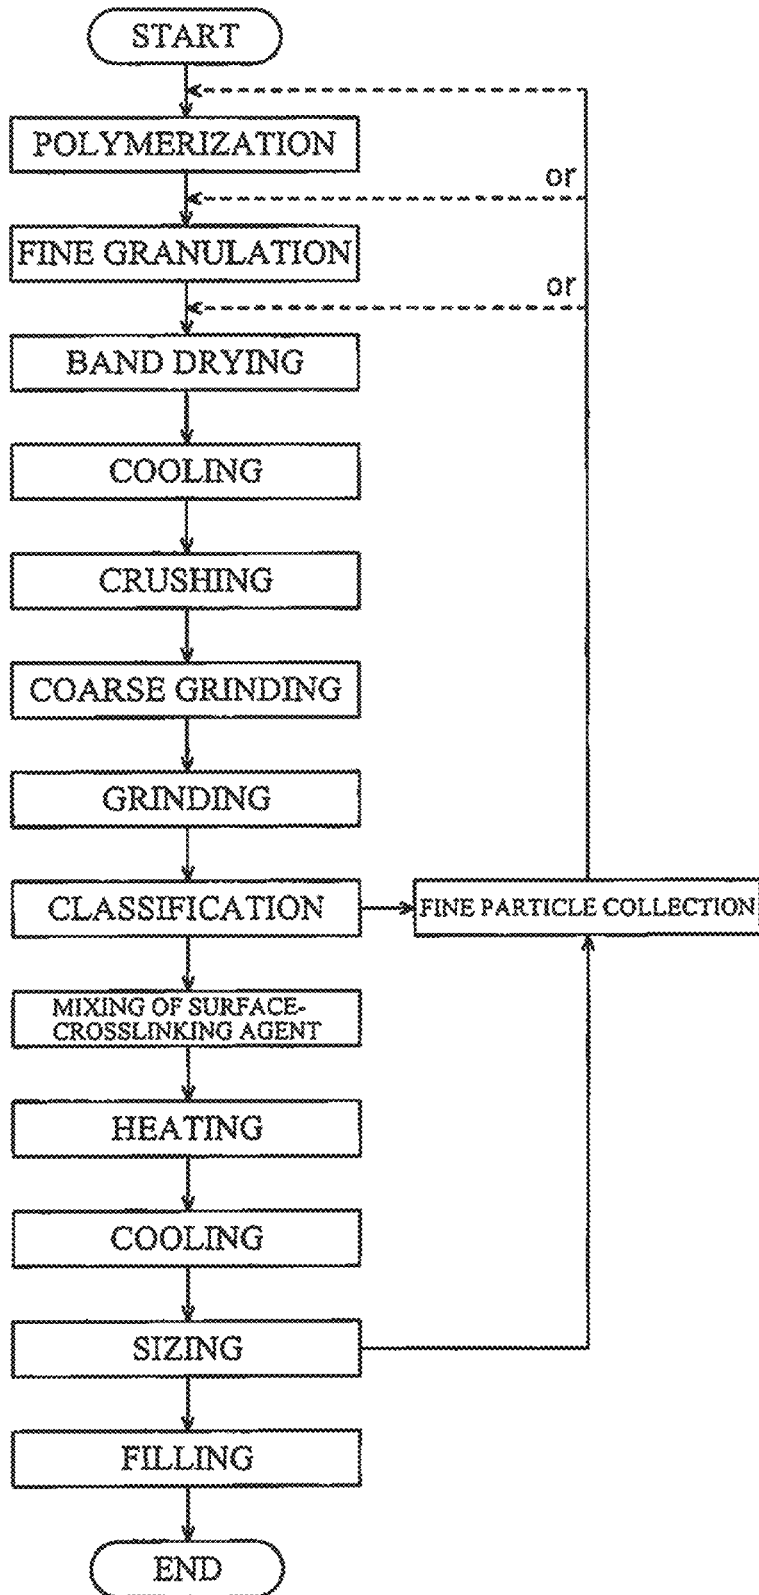 START
POLYMERIZATION
or
FINE GRANULATION
or
BAND DRYING
COOLING
CRUSHING
COARSE GRINDING
GRINDING
CLASSIFICATION
FINE PARTICLE COLLECTION
MIXING OF SURFACE-
CROSSLINKING AGENT
HEATING
COOLING
SIZING
FILLING
END